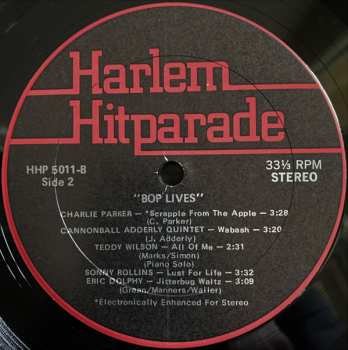 Harlem
Hitparade
HHP 5011-B
Side 2
33⅓ RPM
STEREO
"BOP LIVES"
CHARLIE PARKER — *Scrapple From The Apple — 3:28
(C. Parker)
CANNONBALL ADDERLY QUINTET — Wabash — 3:20
(J. Adderly)
TEDDY WILSON — All Of Me — 2:31
(Marks/Simon)
(Piano Solo)
SONNY ROLLINS — Lust For Life — 3:32
ERIC DOLPHY — Jitterbug Waltz — 3:09
(Green/Manners/Waller)
*Electronically Enhanced For Stereo